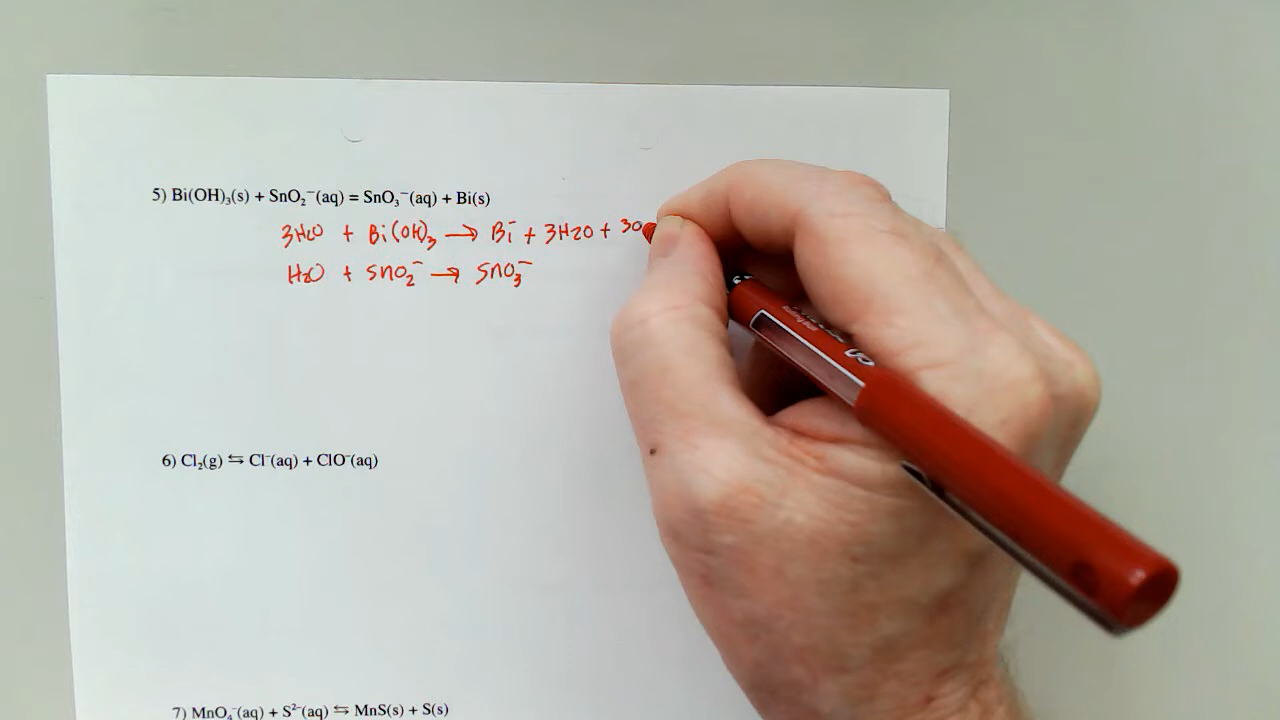 5) Bi(OH)₃(s) + SnO₂⁻(aq) = SnO₃⁻(aq) + Bi(s)
3H2O + Bi(OH)₃ → Bi + 3H2O + 3O
H2O + SnO₂⁻ → SnO₃⁻
6) Cl₂(g) ⇆ Cl⁻(aq) + ClO⁻(aq)
7) MnO₄⁻(aq) + S²⁻(aq) ⇆ MnS(s) + S(s)